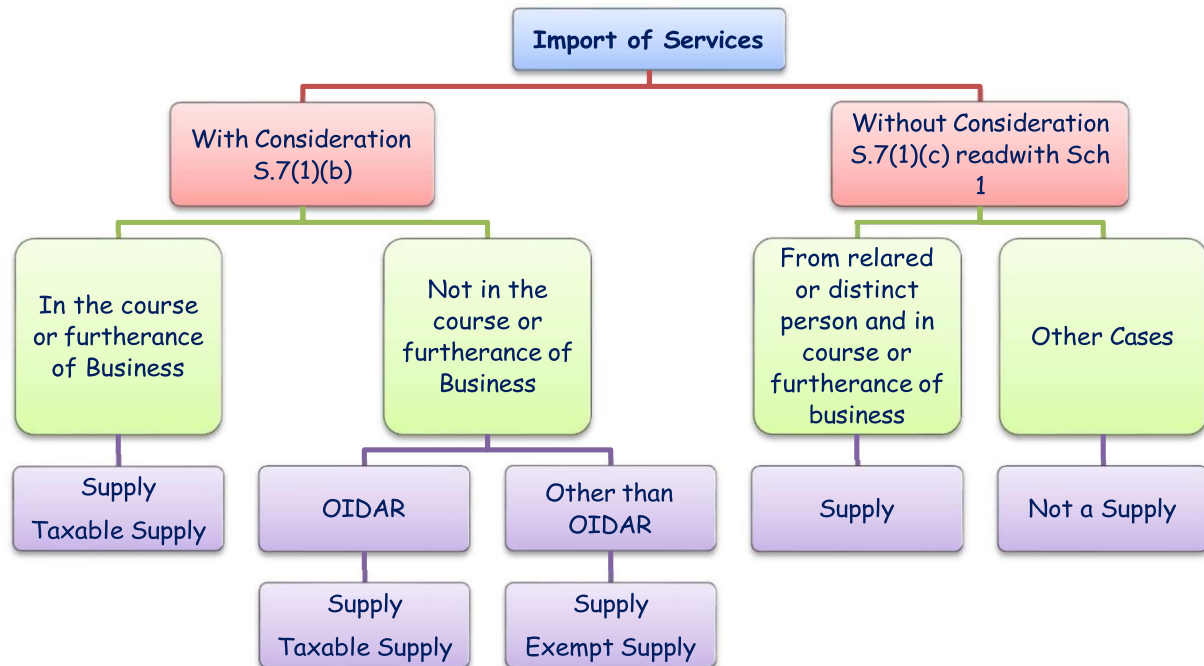 Import of Services
With Consideration
S.7(1)(b)
Without Consideration
S.7(1)(c) readwith Sch
1
In the course
or furtherance
of Business
Not in the
course or
furtherance of
Business
From relared
or distinct
person and in
course or
furtherance of
business
Other Cases
Supply
Taxable Supply
OIDAR
Other than
OIDAR
Supply
Not a Supply
Supply
Taxable Supply
Supply
Exempt Supply